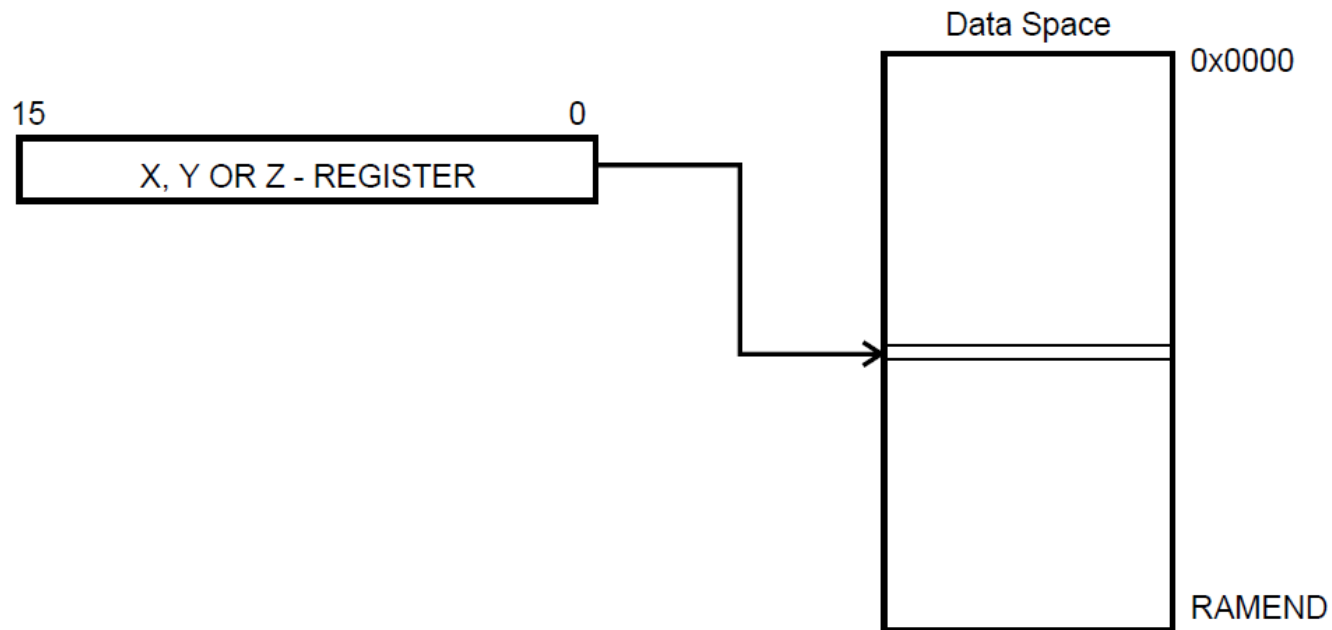 Data Space
0x0000
15 0
X, Y OR Z - REGISTER
RAMEND